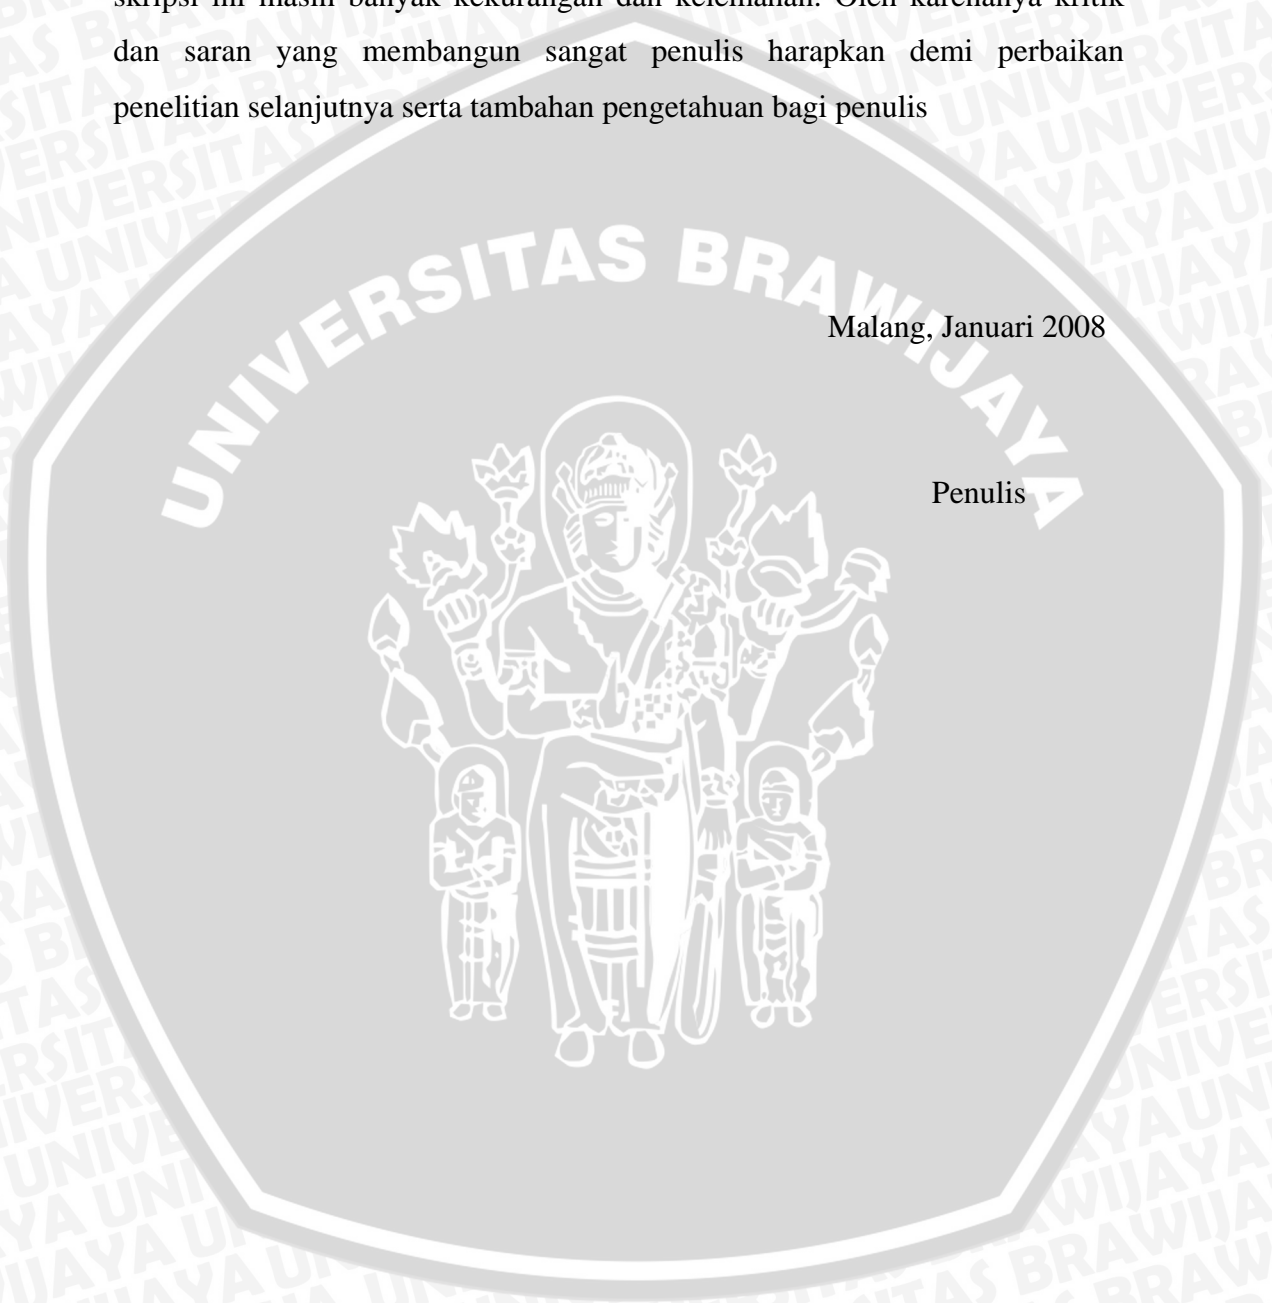 skripsi ini masih banyak kekurangan dan kelemahan. Oleh karenanya kritik
dan saran yang membangun sangat penulis harapkan demi perbaikan
penelitian selanjutnya serta tambahan pengetahuan bagi penulis
UNIVERSITAS BRAWIJAYA
Malang, Januari 2008
Penulis